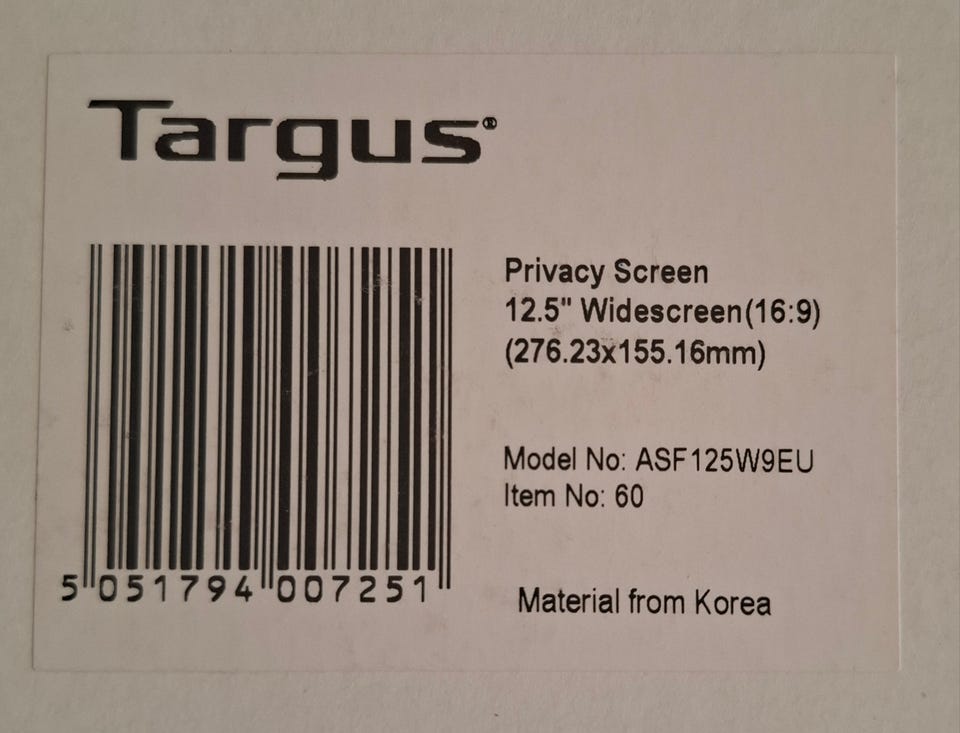 Targus®
Privacy Screen
12.5" Widescreen(16:9)
(276.23x155.16mm)
Model No: ASF125W9EU
Item No: 60
5 051794 007251
Material from Korea